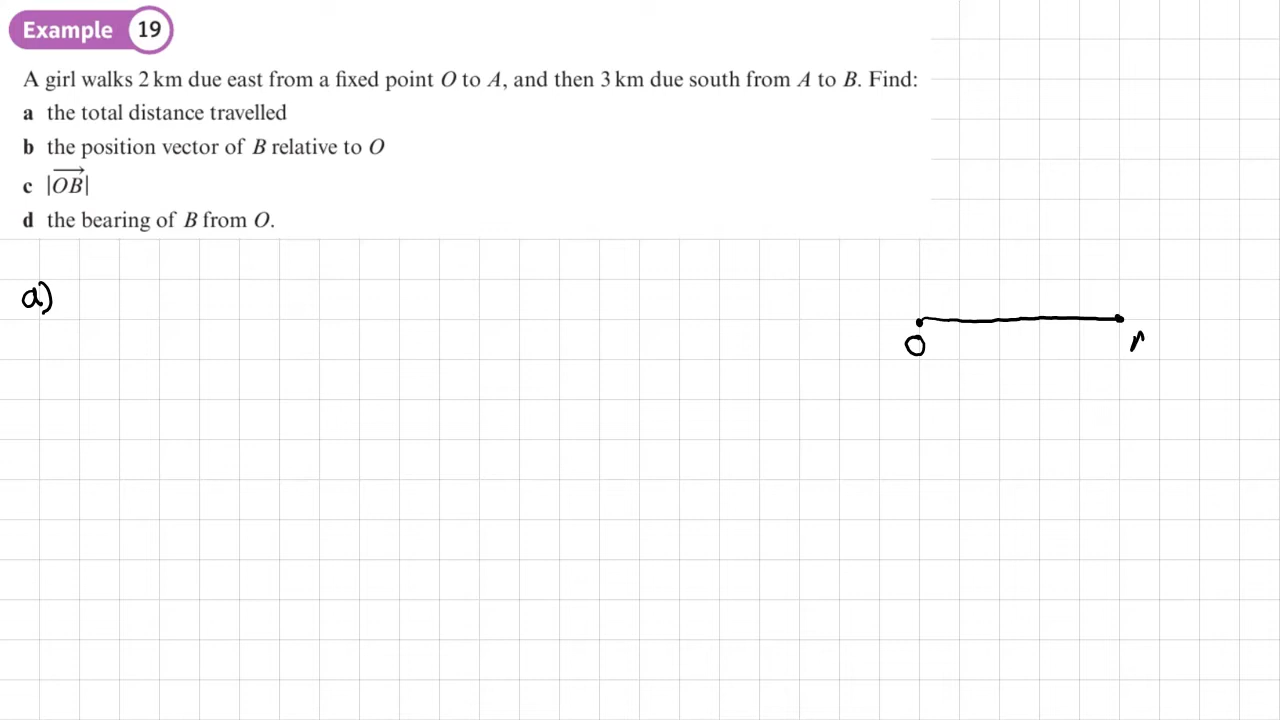 Example 19
A girl walks 2 km due east from a fixed point O to A, and then 3 km due south from A to B. Find:
a the total distance travelled
b the position vector of B relative to O
c |\overrightarrow{OB}|
d the bearing of B from O.
a)
O